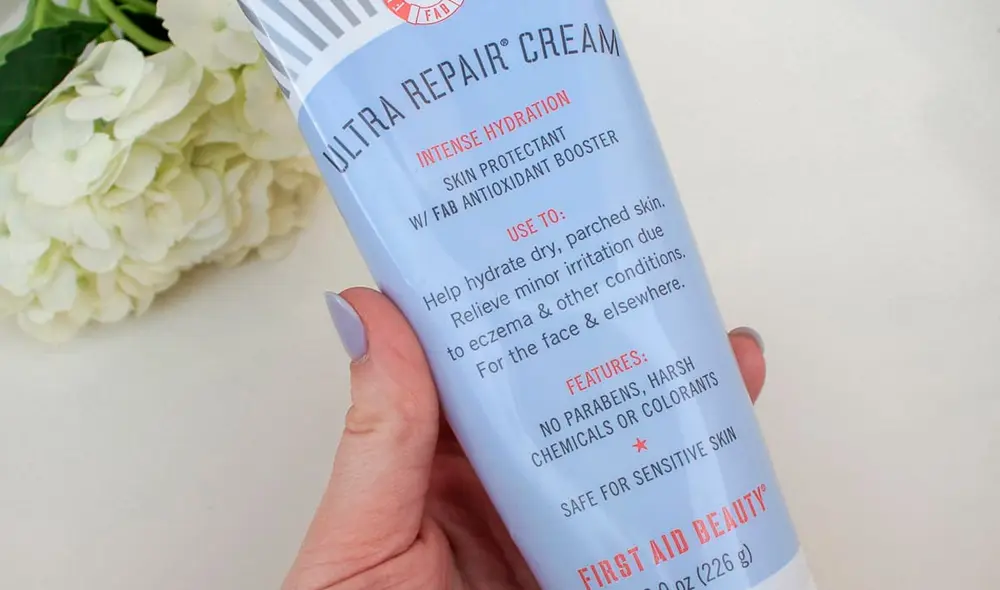 FAB
ULTRA REPAIR® CREAM
INTENSE HYDRATION
SKIN PROTECTANT
W/ FAB ANTIOXIDANT BOOSTER
USE TO:
Help hydrate dry, parched skin.
Relieve minor irritation due
to eczema & other conditions.
For the face & elsewhere.
FEATURES:
NO PARABENS, HARSH
CHEMICALS OR COLORANTS
SAFE FOR SENSITIVE SKIN
FIRST AID BEAUTY®
oz (226 g)